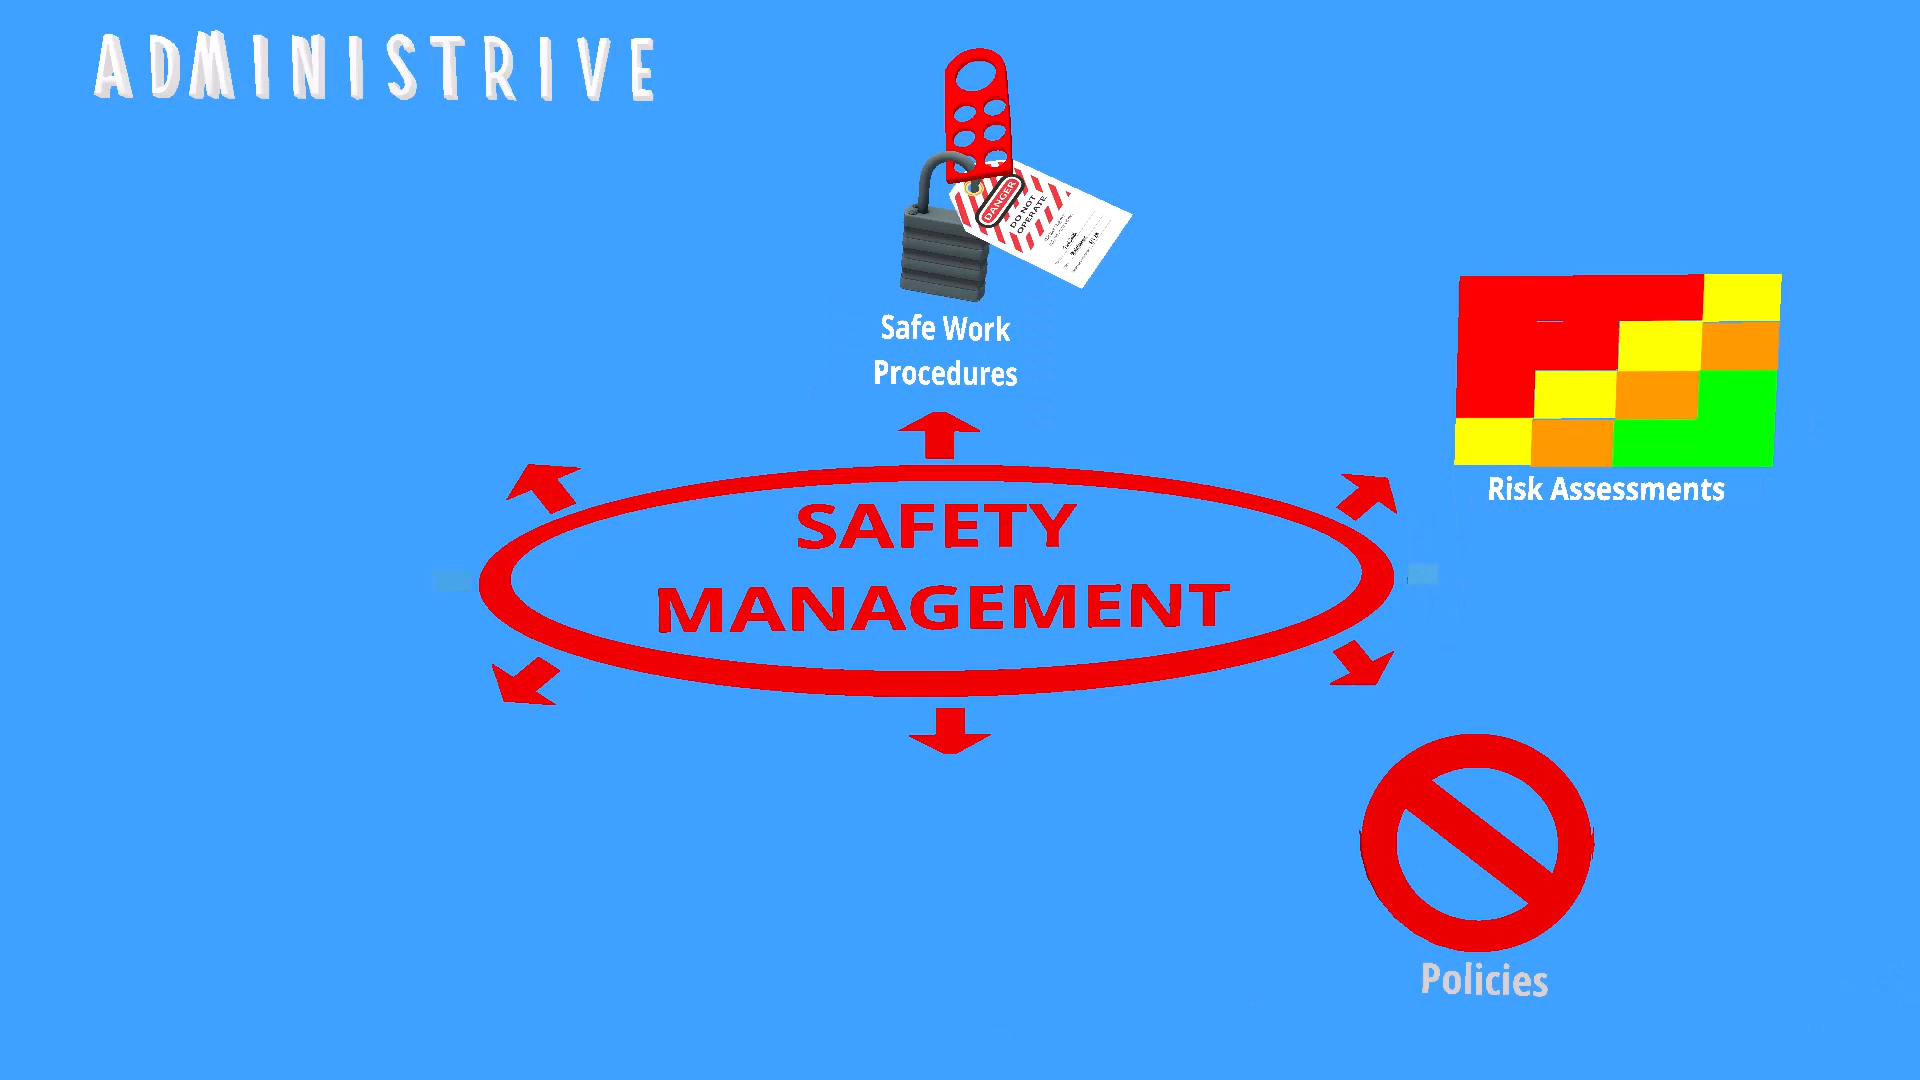 ADMINISTRIVE
DANGER
DO NOT
OPERATE
Safe Work
Procedures
Risk Assessments
SAFETY
MANAGEMENT
Policies